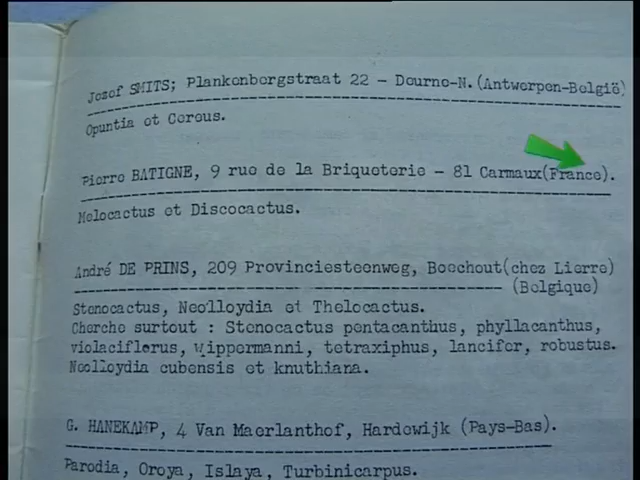 Jozef SMITS; Plankenbergstraat 22 - Deurne-N.(Antwerpen-België)
Opuntia et Cereus.
Pierre BATIGNE, 9 rue de la Briqueterie - 81 Carmaux(France).
Melocactus et Discocactus.
André DE PRINS, 209 Provinciesteenweg, Boechout(chez Lierre)
(Belgique)
Stenocactus, Neolloydia et Thelocactus.
Cherche surtout : Stenocactus pentacanthus, phyllacanthus,
violaciflorus, wippermanni, tetraxiphus, lancifer, robustus.
Neolloydia cubensis et knuthiana.
G. HANEKAMP, 4 Van Maerlanthof, Hardewijk (Pays-Bas).
Parodia, Oroya, Islaya, Turbinicarpus.